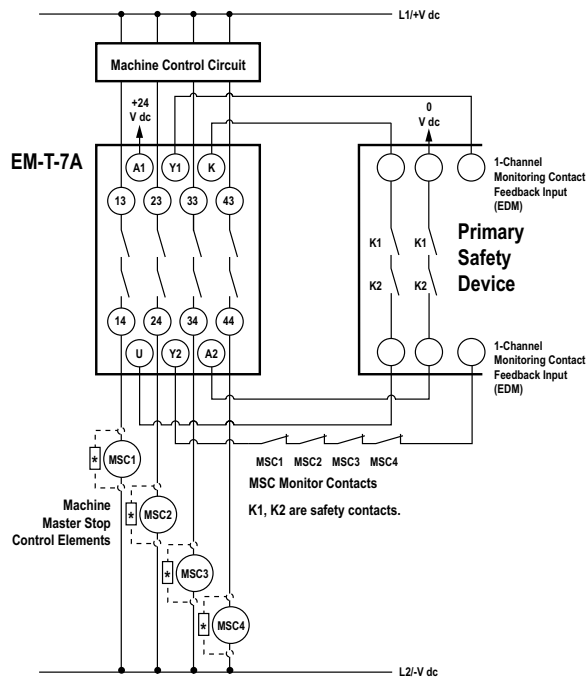 L1/+V dc
Machine Control Circuit
+24
V dc
0
V dc
EM-T-7A
A1
Y1
K
1-Channel
Monitoring Contact
Feedback Input
(EDM)
13
23
33
43
Primary
Safety
Device
K1
K1
K2
K2
14
24
34
44
U
Y2
A2
1-Channel
Monitoring Contact
Feedback Input
(EDM)
MSC1
MSC2
MSC3
MSC4
MSC Monitor Contacts
K1, K2 are safety contacts.
*
MSC1
Machine
Master Stop
Control Elements
*
MSC2
*
MSC3
*
MSC4
L2/-V dc